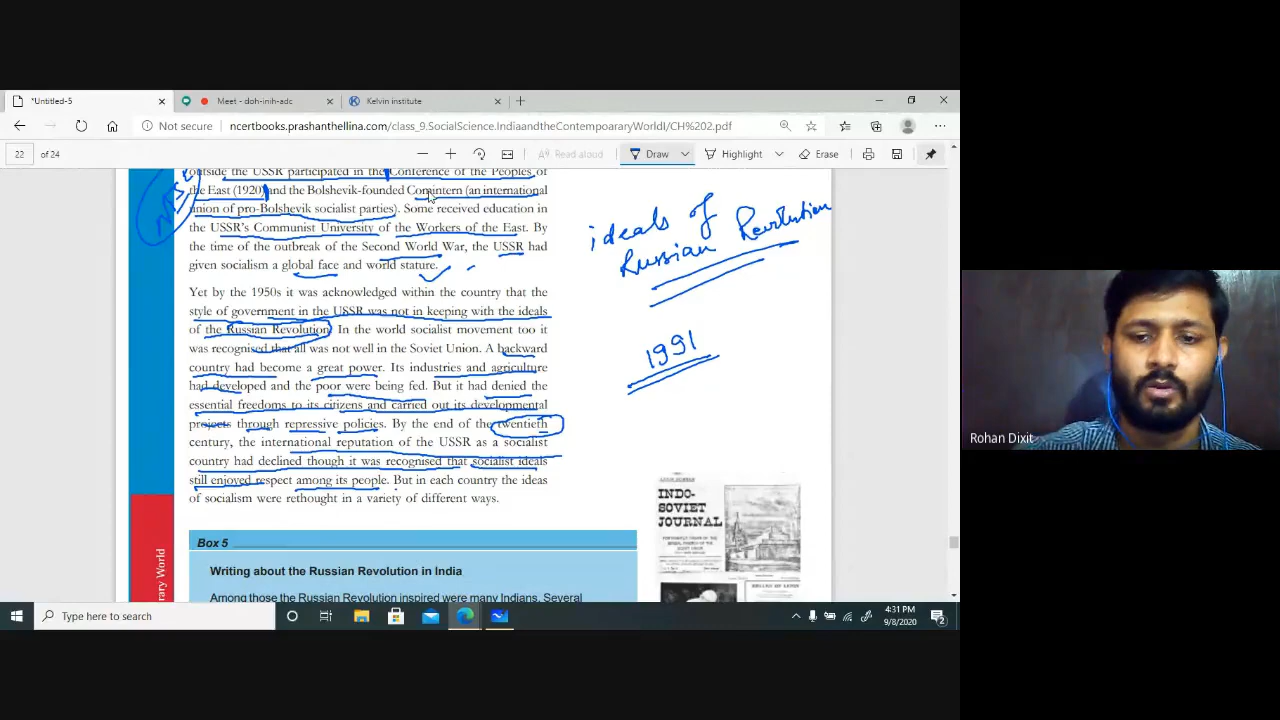 *Untitled-5
Meet - doh-inih-adc
Kelvin institute
Not secure
ncertbooks.prashanthellina.com/class_9.SocialScience.IndiaandtheContempoararyWorldI/CH%202.pdf
22 of 24
Read aloud
Draw
Highlight
Erase
outside the USSR participated in the Conference of the Peoples of
the East (1920) and the Bolshevik-founded Comintern (an international
union of pro-Bolshevik socialist parties). Some received education in
the USSR's Communist University of the Workers of the East. By
the time of the outbreak of the Second World War, the USSR had
given socialism a global face and world stature.
Yet by the 1950s it was acknowledged within the country that the
style of government in the USSR was not in keeping with the ideals
of the Russian Revolution. In the world socialist movement too it
was recognised that all was not well in the Soviet Union. A backward
country had become a great power. Its industries and agriculture
had developed and the poor were being fed. But it had denied the
essential freedoms to its citizens and carried out its developmental
projects through repressive policies. By the end of the twentieth
century, the international reputation of the USSR as a socialist
country had declined though it was recognised that socialist ideals
still enjoyed respect among its people. But in each country the ideas
of socialism were rethought in a variety of different ways.
ideals of
Russian Revolution
1991
Box 5
Writing about the Russian Revolution in India
Among those the Russian Revolution inspired were many Indians. Several
INDO-
SOVIET
JOURNAL
rary World
Rohan Dixit
Type here to search
4:31 PM
9/8/2020
2